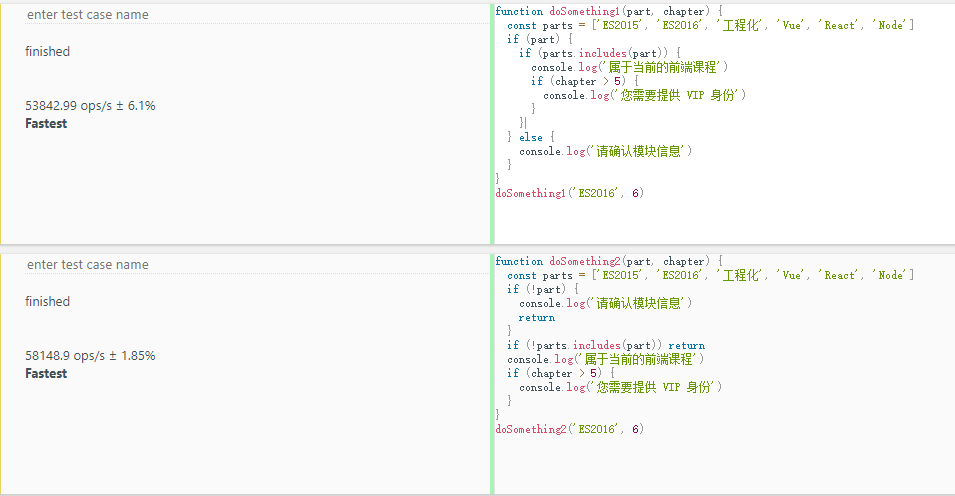 enter test case name
finished
53842.99 ops/s ± 6.1%
Fastest
function doSomething1(part, chapter) {
  const parts = ['ES2015', 'ES2016', '工程化', 'Vue', 'React', 'Node']
  if (part) {
    if (parts.includes(part)) {
      console.log('属于当前的前端课程')
      if (chapter > 5) {
        console.log('您需要提供 VIP 身份')
      }
    }
  } else {
    console.log('请确认模块信息')
  }
}
doSomething1('ES2016', 6)
enter test case name
finished
58148.9 ops/s ± 1.85%
Fastest
function doSomething2(part, chapter) {
  const parts = ['ES2015', 'ES2016', '工程化', 'Vue', 'React', 'Node']
  if (!part) {
    console.log('请确认模块信息')
    return
  }
  if (!parts.includes(part)) return
  console.log('属于当前的前端课程')
  if (chapter > 5) {
    console.log('您需要提供 VIP 身份')
  }
}
doSomething2('ES2016', 6)